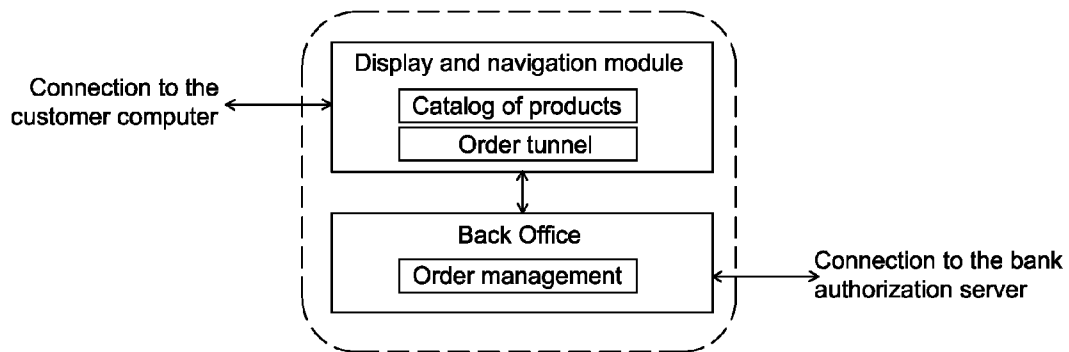 Display and navigation module
Connection to the
customer computer
Catalog of products
Order tunnel
Back Office
Order management
Connection to the bank
authorization server